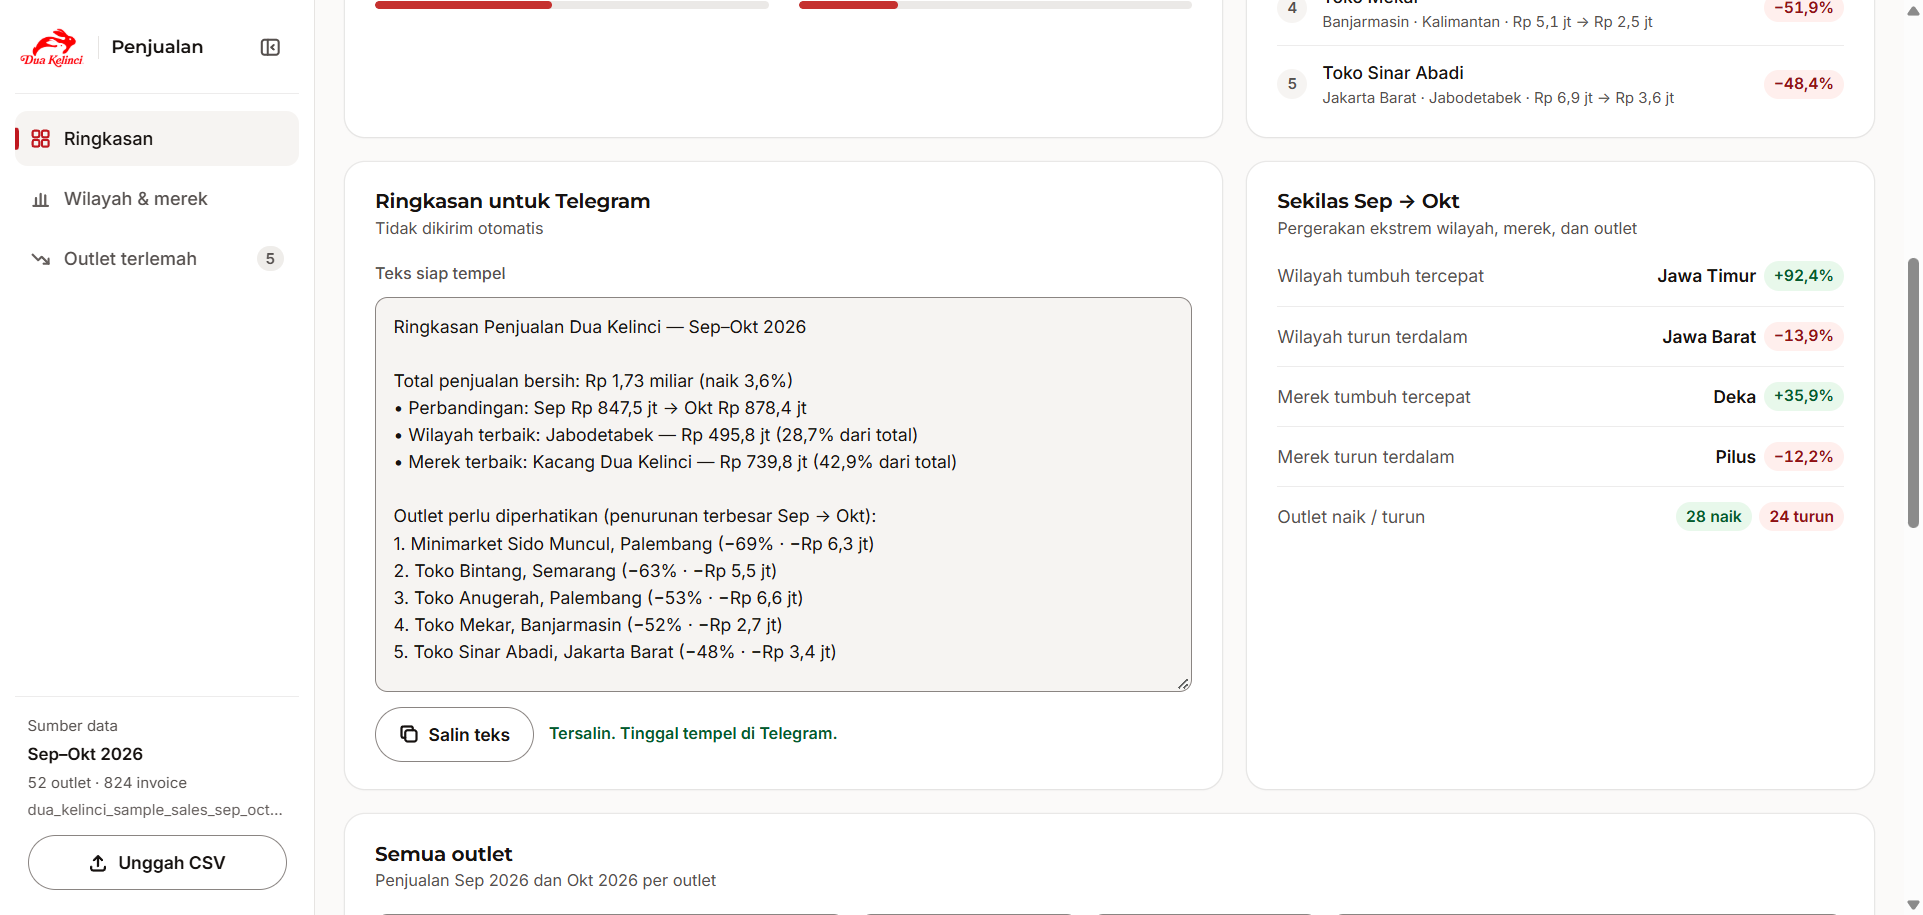 Dua Kelinci
Penjualan
Ringkasan
Wilayah & merek
Outlet terlemah
5
Sumber data
Sep–Okt 2026
52 outlet · 824 invoice
dua_kelinci_sample_sales_sep_oct...
Unggah CSV
4
Toko Mekar
Banjarmasin · Kalimantan · Rp 5,1 jt → Rp 2,5 jt
−51,9%
5
Toko Sinar Abadi
Jakarta Barat · Jabodetabek · Rp 6,9 jt → Rp 3,6 jt
−48,4%
Ringkasan untuk Telegram
Tidak dikirim otomatis
Teks siap tempel
Ringkasan Penjualan Dua Kelinci — Sep–Okt 2026
Total penjualan bersih: Rp 1,73 miliar (naik 3,6%)
• Perbandingan: Sep Rp 847,5 jt → Okt Rp 878,4 jt
• Wilayah terbaik: Jabodetabek — Rp 495,8 jt (28,7% dari total)
• Merek terbaik: Kacang Dua Kelinci — Rp 739,8 jt (42,9% dari total)
Outlet perlu diperhatikan (penurunan terbesar Sep → Okt):
1. Minimarket Sido Muncul, Palembang (−69% · −Rp 6,3 jt)
2. Toko Bintang, Semarang (−63% · −Rp 5,5 jt)
3. Toko Anugerah, Palembang (−53% · −Rp 6,6 jt)
4. Toko Mekar, Banjarmasin (−52% · −Rp 2,7 jt)
5. Toko Sinar Abadi, Jakarta Barat (−48% · −Rp 3,4 jt)
Salin teks
Tersalin. Tinggal tempel di Telegram.
Sekilas Sep → Okt
Pergerakan ekstrem wilayah, merek, dan outlet
Wilayah tumbuh tercepat
Jawa Timur
+92,4%
Wilayah turun terdalam
Jawa Barat
−13,9%
Merek tumbuh tercepat
Deka
+35,9%
Merek turun terdalam
Pilus
−12,2%
Outlet naik / turun
28 naik
24 turun
Semua outlet
Penjualan Sep 2026 dan Okt 2026 per outlet